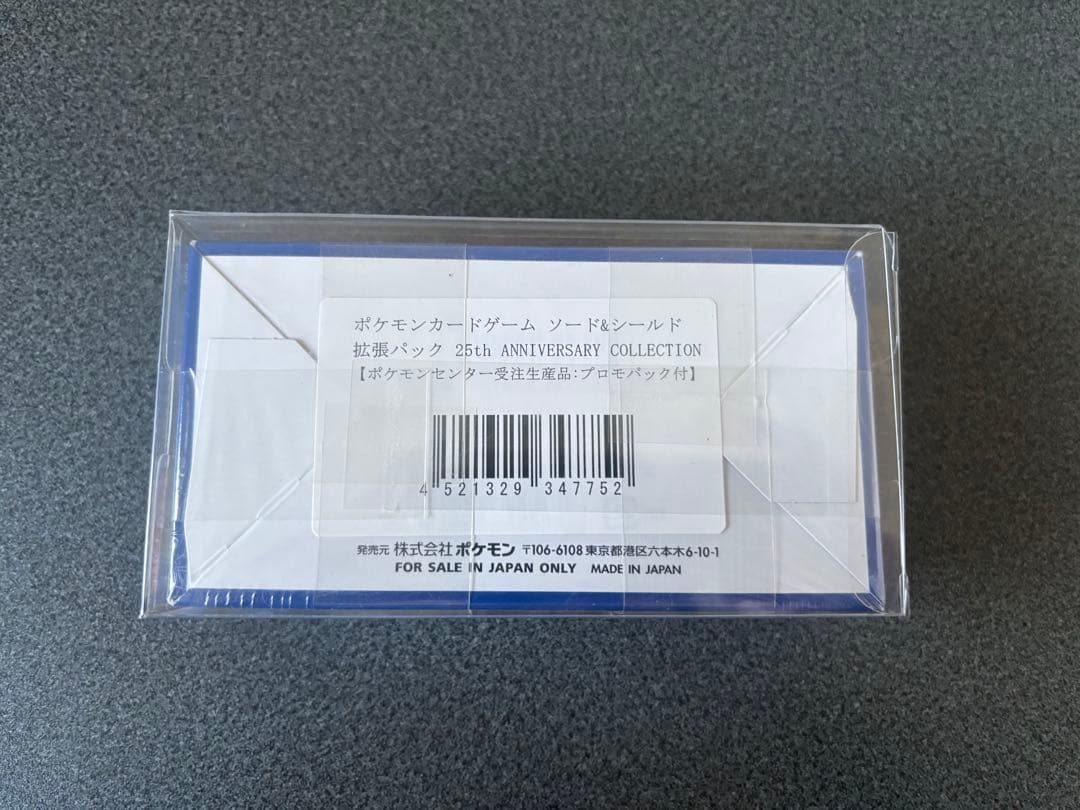 ポケモンカードゲーム ソード&シールド
拡張パック 25th ANNIVERSARY COLLECTION
【ポケモンセンター受注生産品:プロモパック付】
4 521329 347752
発売元 株式会社 ポケモン 〒106-6108 東京都港区六本木6-10-1
FOR SALE IN JAPAN ONLY MADE IN JAPAN